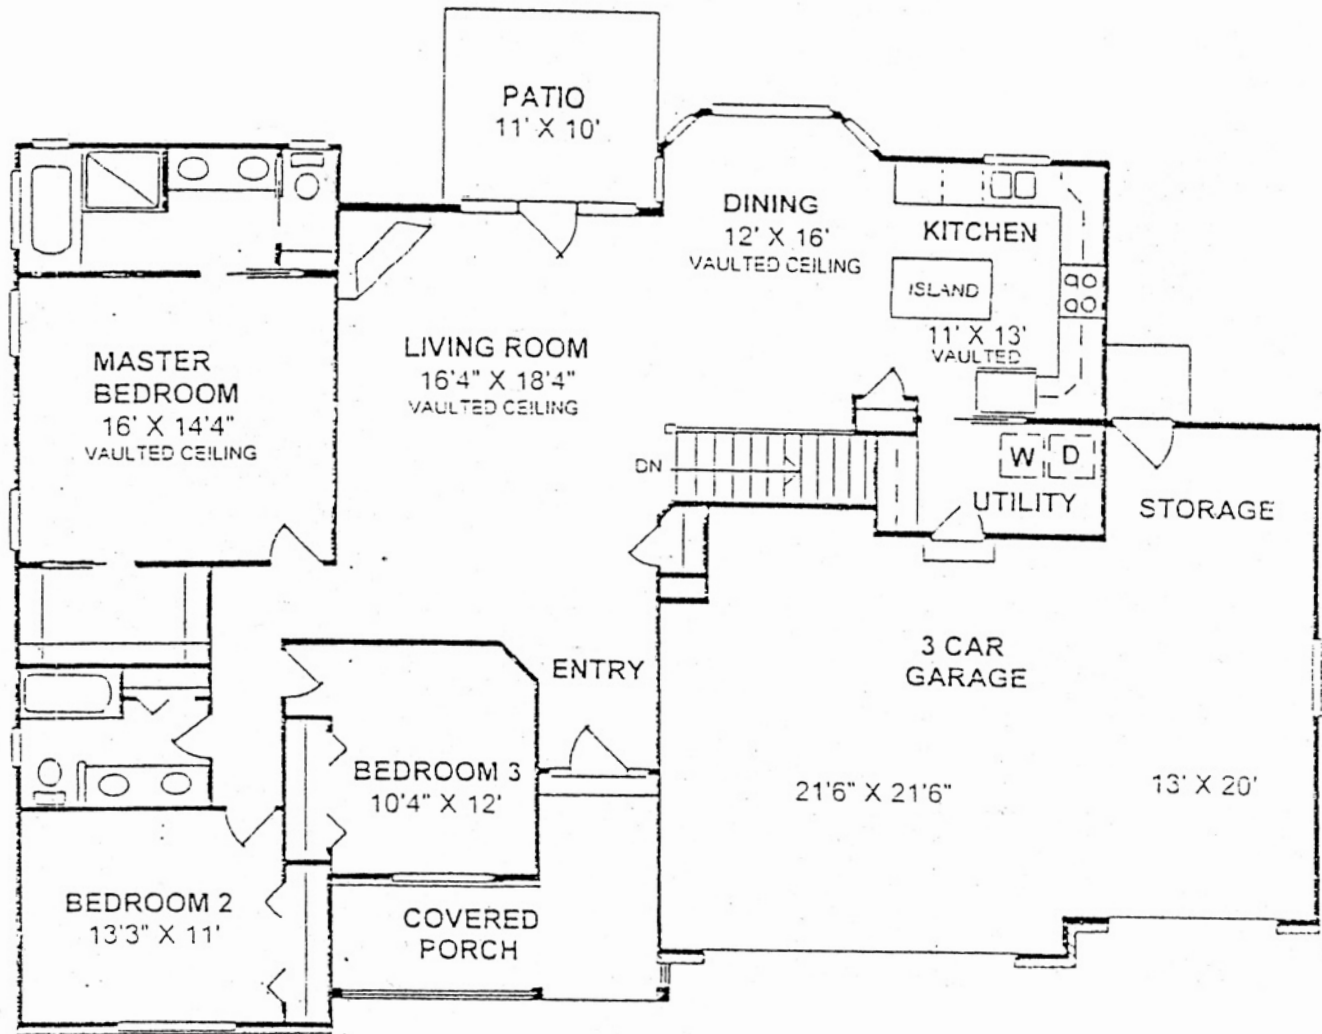 PATIO
11' X 10'
DINING
12' X 16'
VAULTED CEILING
KITCHEN
ISLAND
11' X 13'
VAULTED
MASTER
BEDROOM
16' X 14'4"
VAULTED CEILING
LIVING ROOM
16'4" X 18'4"
VAULTED CEILING
DN
W
D
UTILITY
STORAGE
3 CAR
GARAGE
21'6" X 21'6"
13' X 20'
ENTRY
BEDROOM 3
10'4" X 12'
BEDROOM 2
13'3" X 11'
COVERED
PORCH